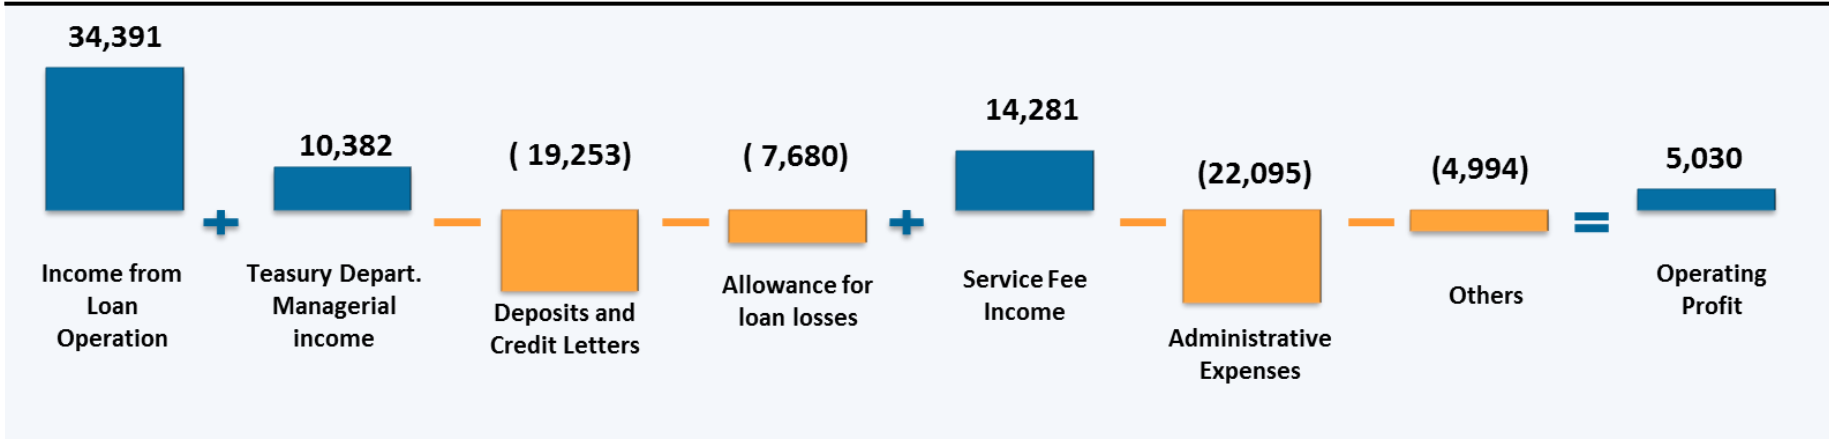 34,391
10,382
( 19,253)
( 7,680)
14,281
(22,095)
(4,994)
5,030
Income from
Loan
Operation
Teasury Depart.
Managerial
income
Deposits and
Credit Letters
Allowance for
loan losses
Service Fee
Income
Administrative
Expenses
Others
Operating
Profit